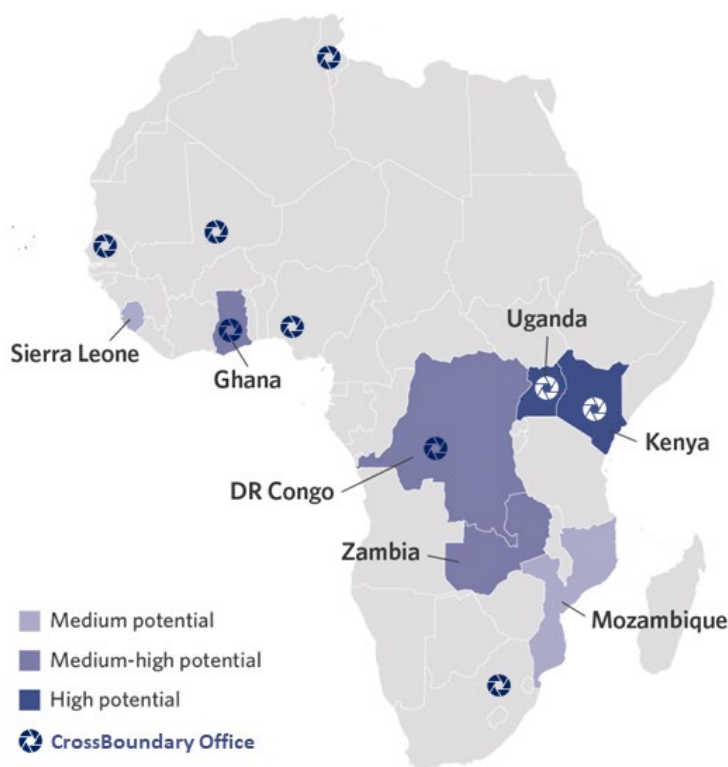 Uganda
Sierra Leone
Ghana
Kenya
DR Congo
Zambia
Mozambique
Medium potential
Medium-high potential
High potential
CrossBoundary Office